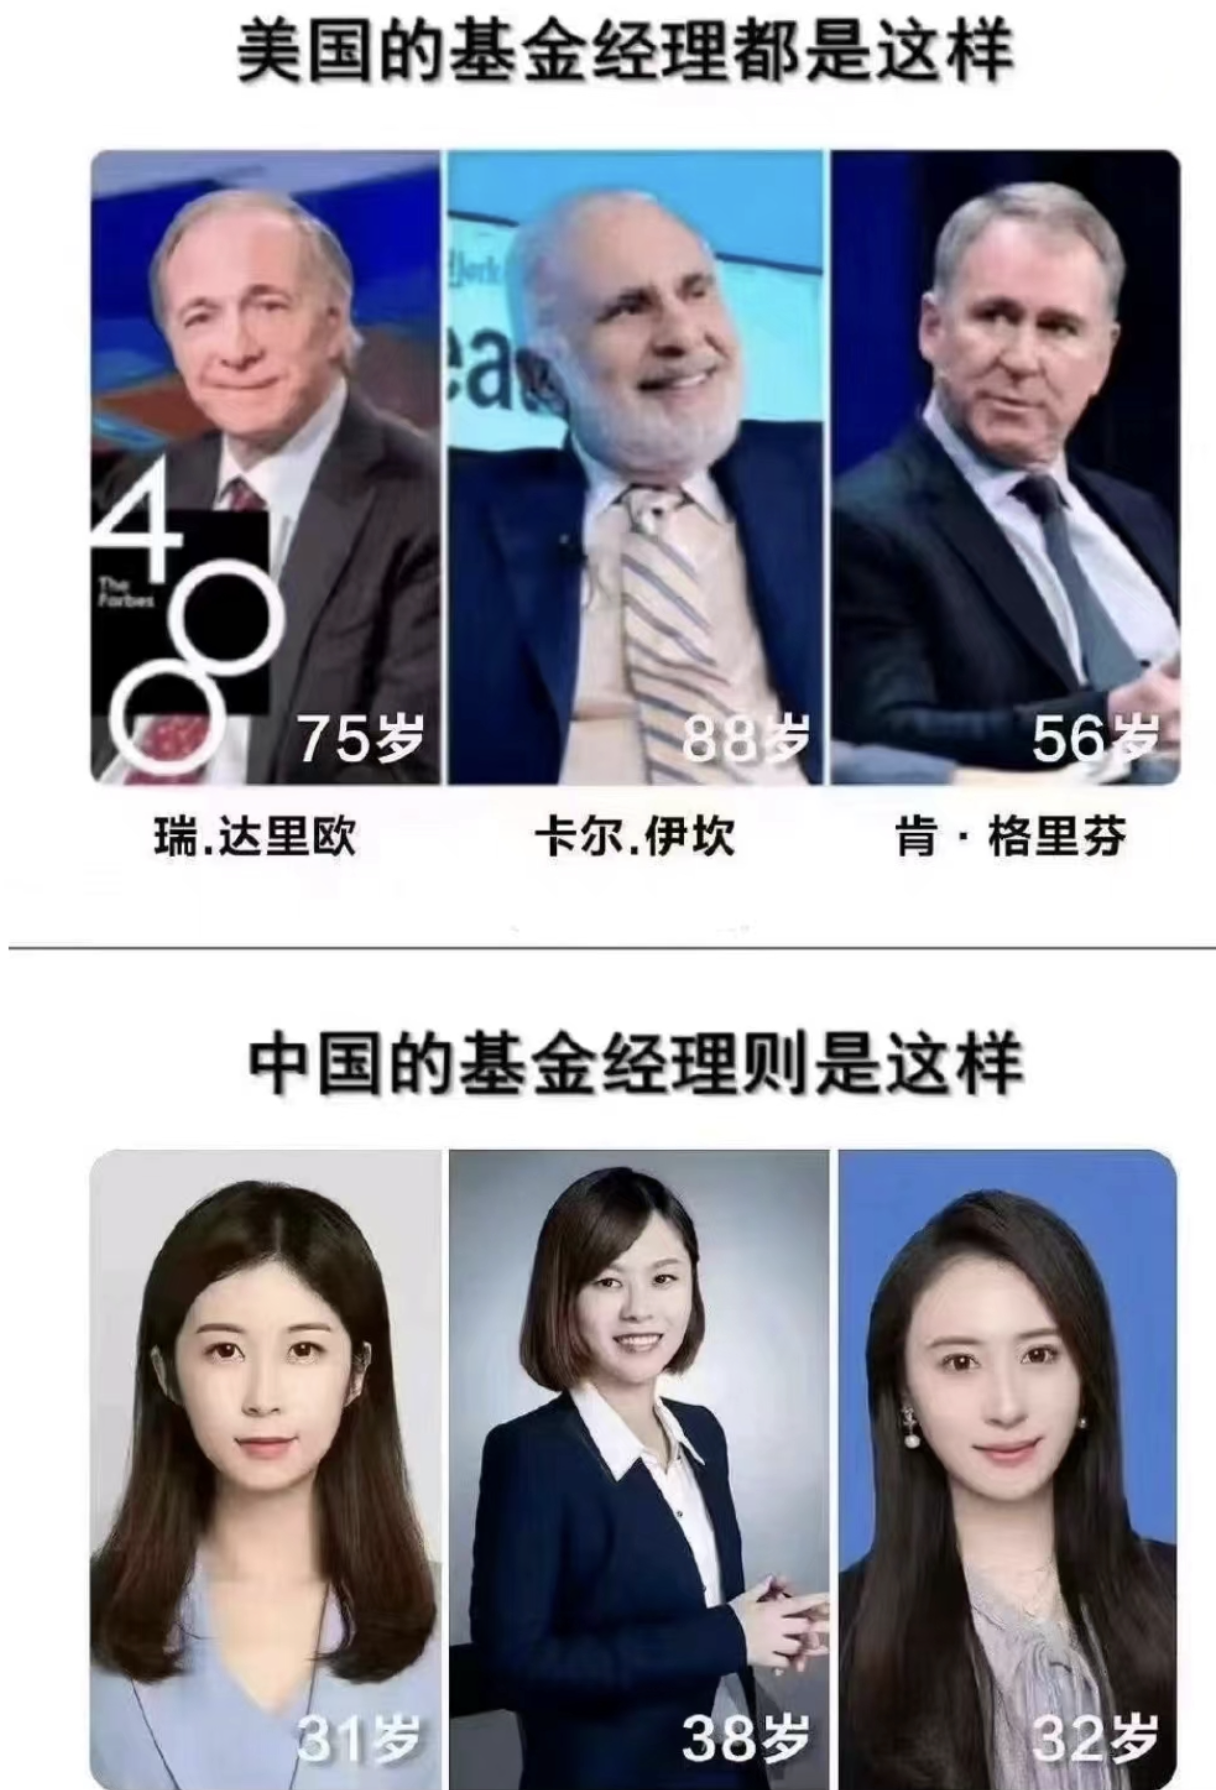 美国的基金经理都是这样
York
ea
400
The
Forbes
75岁
88岁
56岁
瑞.达里欧
卡尔.伊坎
肯·格里芬
中国的基金经理则是这样
31岁
38岁
32岁